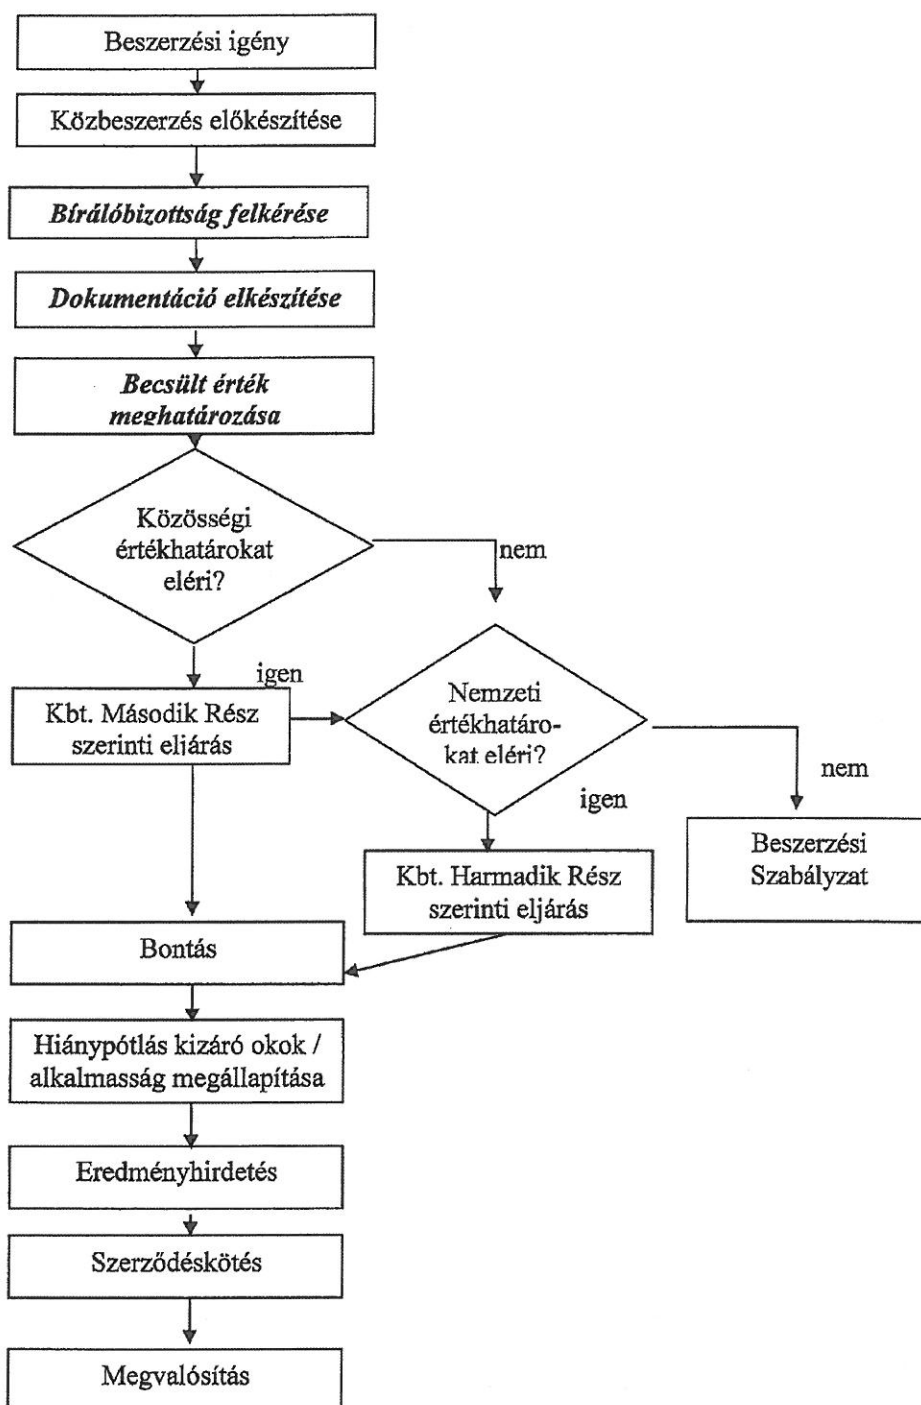 Beszerzési igény
Közbeszerzés előkészítése
Bírálóbizottság felkérése
Dokumentáció elkészítése
Becsült érték
meghatározása
Közösségi
értékhatárokat
eléri?
nem
igen
Kbt. Második Rész
szerinti eljárás
Nemzeti
értékhatáro-
kat eléri?
nem
igen
Beszerzési
Szabályzat
Kbt. Harmadik Rész
szerinti eljárás
Bontás
Hiánypótlás kizáró okok /
alkalmasság megállapítása
Eredményhirdetés
Szerződéskötés
Megvalósítás